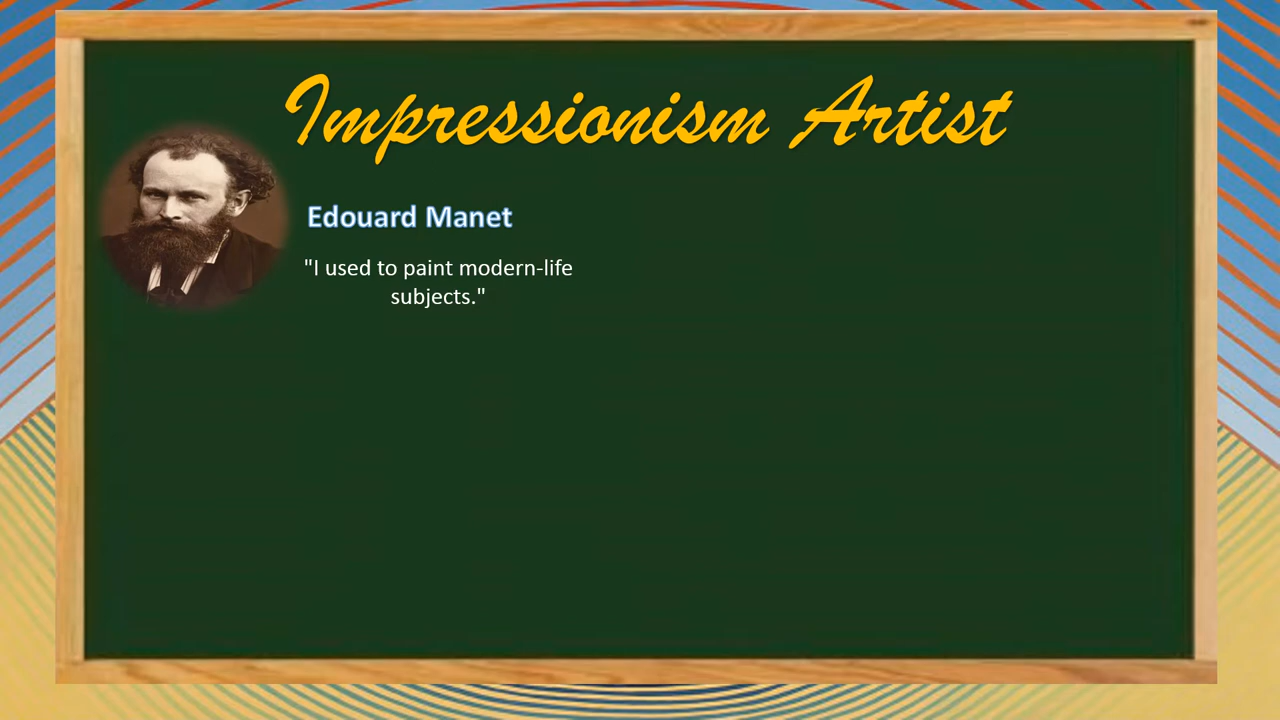 Impressionism Artist
Edouard Manet
"I used to paint modern-life
subjects."